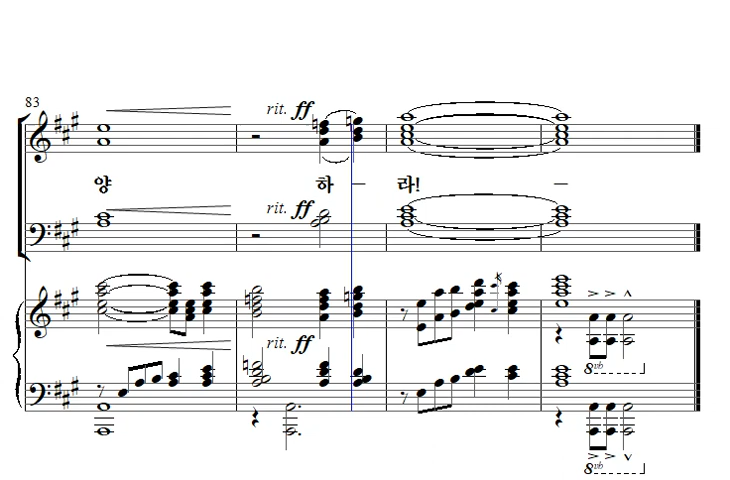 83
rit. ff
양 하 – 라! –
rit. ff
rit. ff
8vb
8vb